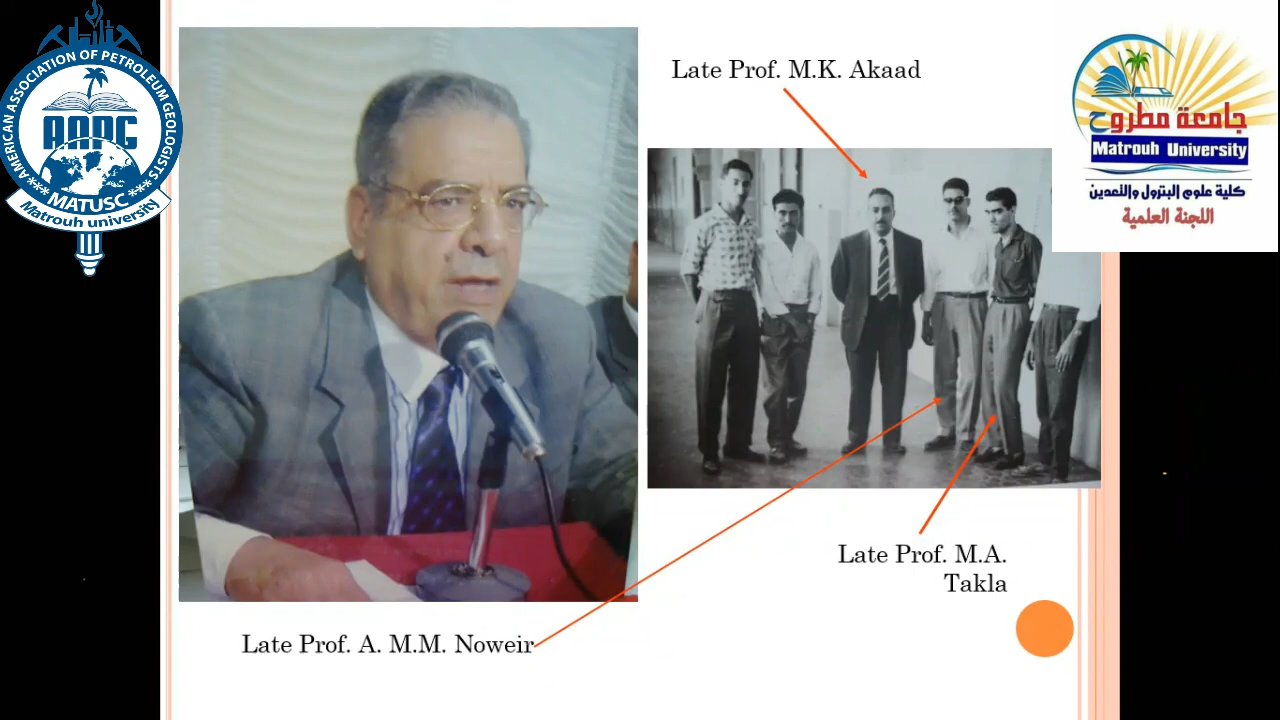 AMERICAN ASSOCIATION OF PETROLEUM GEOLOGISTS
AAPG
*** MATUSC ***
Matrouh university
Late Prof. M.K. Akaad
جامعة مطروح
Matrouh University
كلية علوم البترول والتعدين
اللجنة العلمية
Late Prof. M.A.
Takla
Late Prof. A. M.M. Noweir